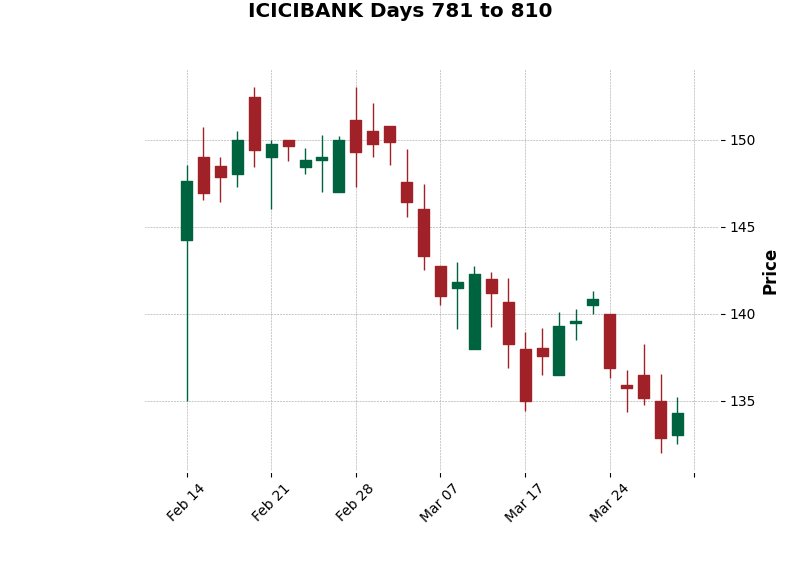 ICICIBANK Days 781 to 810
150
145
140
135
Price
Feb 14
Feb 21
Feb 28
Mar 07
Mar 17
Mar 24